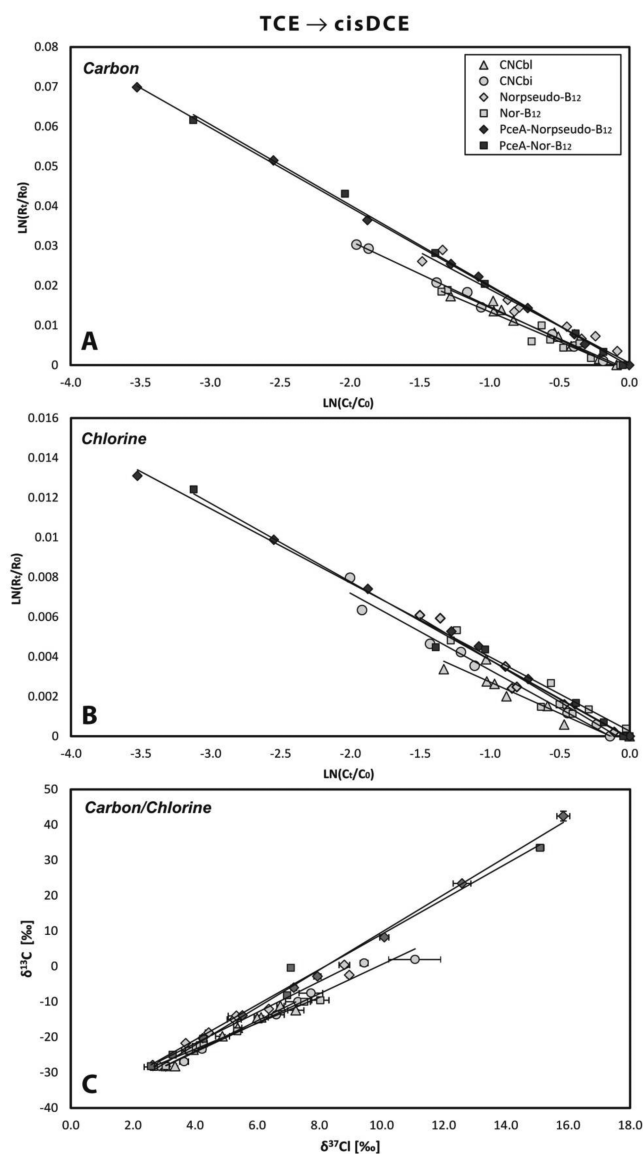 TCE → cisDCE
Carbon
CNCbl
CNCbi
Norpseudo-B₁₂
Nor-B₁₂
PceA-Norpseudo-B₁₂
PceA-Nor-B₁₂
0.08
0.07
0.06
0.05
0.04
0.03
0.02
0.01
0
LN(Rₜ/R₀)
A
-4.0 -3.5 -3.0 -2.5 -2.0 -1.5 -1.0 -0.5 0.0
LN(Cₜ/C₀)
Chlorine
0.016
0.014
0.012
0.010
0.008
0.006
0.004
0.002
0
LN(Rₜ/R₀)
B
-4.0 -3.5 -3.0 -2.5 -2.0 -1.5 -1.0 -0.5 0.0
LN(Cₜ/C₀)
Carbon/Chlorine
50
40
30
20
10
0
-10
-20
-30
-40
δ¹³C [‰]
C
0.0 2.0 4.0 6.0 8.0 10.0 12.0 14.0 16.0 18.0
δ³⁷Cl [‰]